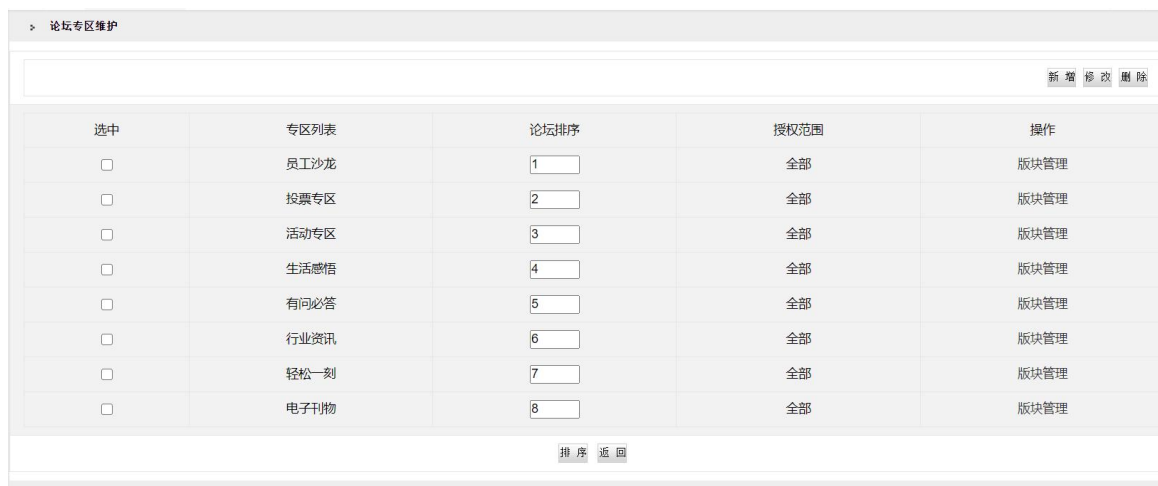 论坛专区维护
新 增 修 改 删 除
选中 专区列表 论坛排序 授权范围 操作
员工沙龙 1 全部 版块管理
投票专区 2 全部 版块管理
活动专区 3 全部 版块管理
生活感悟 4 全部 版块管理
有问必答 5 全部 版块管理
行业资讯 6 全部 版块管理
轻松一刻 7 全部 版块管理
电子刊物 8 全部 版块管理
排 序 返 回